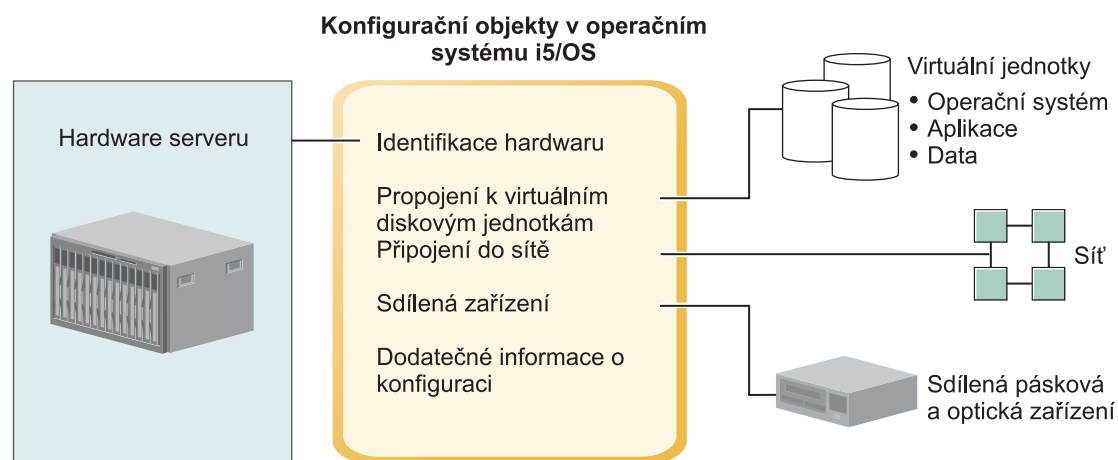 Konfigurační objekty v operačním
systému i5/OS
Hardware serveru
Identifikace hardwaru
Propojení k virtuálním
diskovým jednotkám
Připojení do sítě
Sdílená zařízení
Dodatečné informace o
konfiguraci
Virtuální jednotky
• Operační systém
• Aplikace
• Data
Síť
Sdílená pásková
a optická zařízení